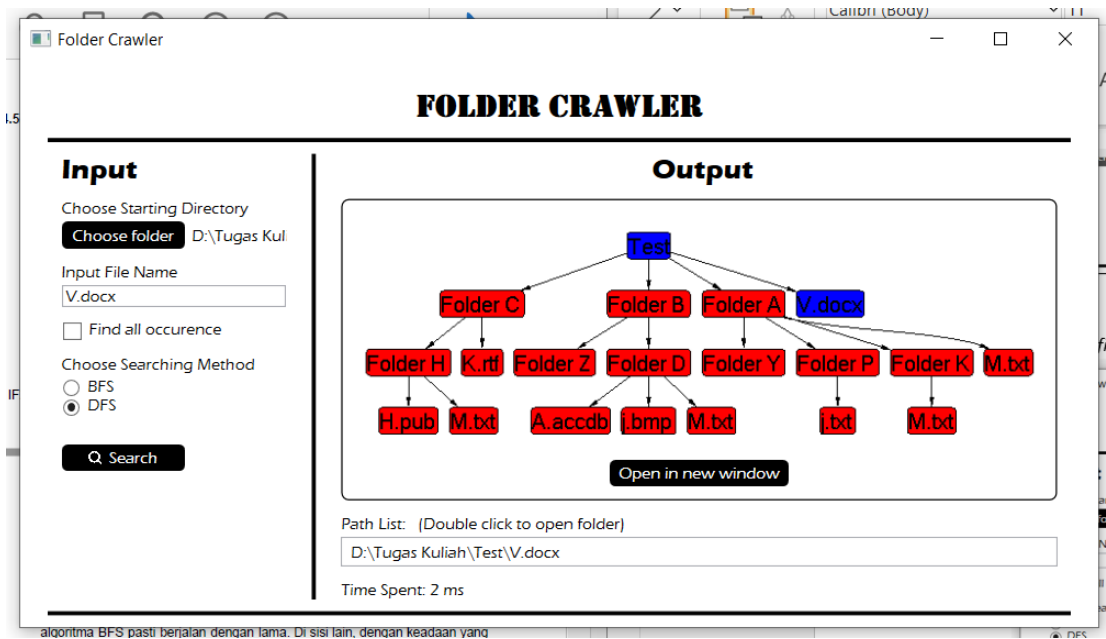 Calibri (Body)
11
Folder Crawler
FOLDER CRAWLER
4.5
Input
Output
Choose Starting Directory
Choose folder D:\Tugas Kul
Input File Name
V.docx
Find all occurence
Choose Searching Method
BFS
DFS
Search
Test
Folder C Folder B Folder A V.docx
Folder H K.rtf Folder Z Folder D Folder Y Folder P Folder K M.txt
H.pub M.txt A.accdb j.bmp M.txt j.txt M.txt
Open in new window
Path List: (Double click to open folder)
D:\Tugas Kuliah\Test\V.docx
Time Spent: 2 ms
IF
algoritma BFS pasti berjalan dengan lama. Di sisi lain, dengan keadaan yang
DFS